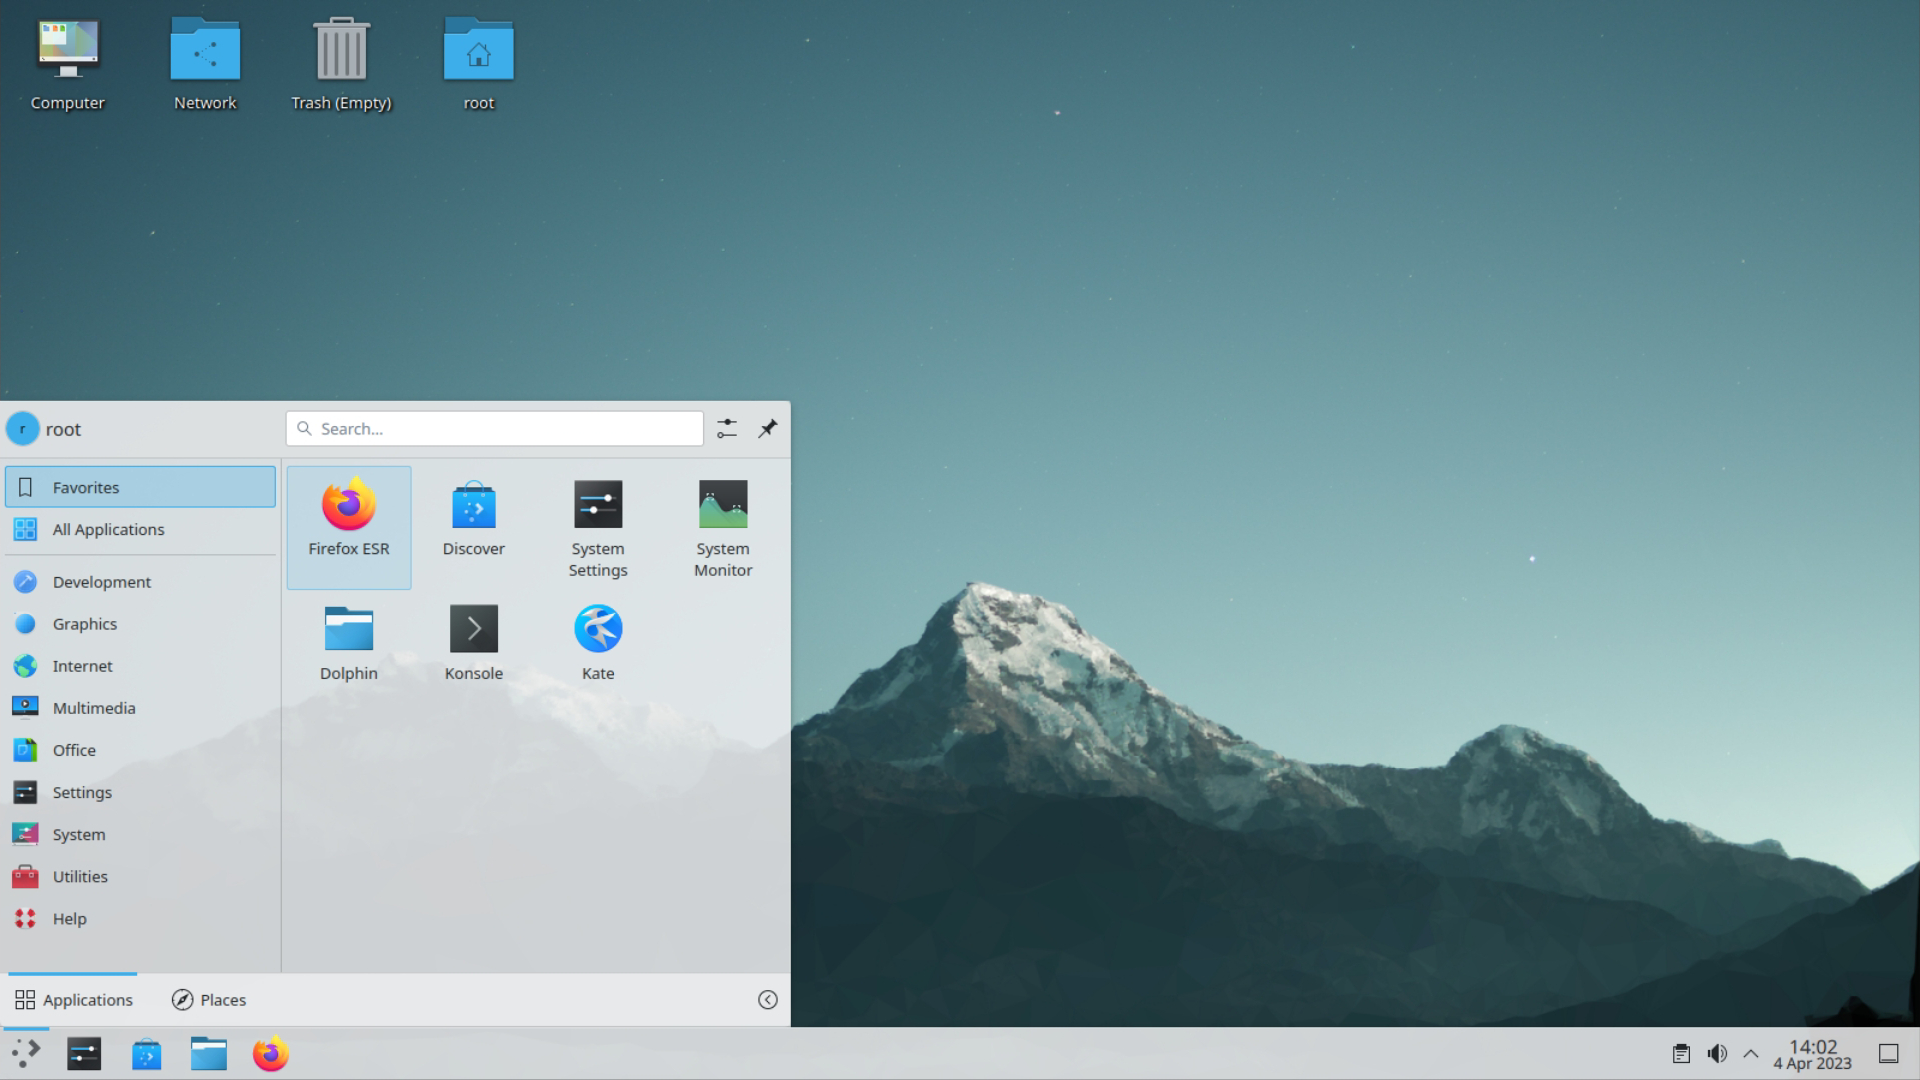 Computer
Network
Trash (Empty)
root
r
root
Search...
Favorites
All Applications
Development
Graphics
Internet
Multimedia
Office
Settings
System
Utilities
Help
Firefox ESR
Discover
System
Settings
System
Monitor
Dolphin
Konsole
Kate
Applications
Places
14:02
4 Apr 2023